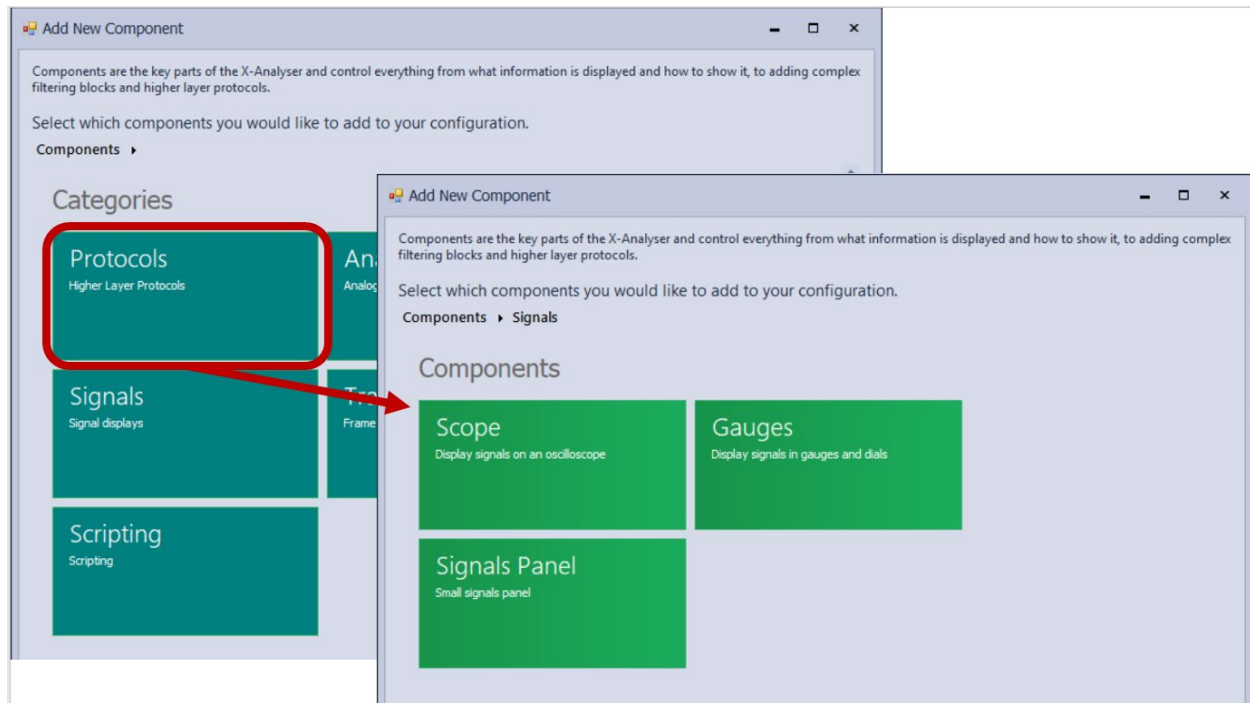 Add New Component
Components are the key parts of the X-Analyser and control everything from what information is displayed and how to show it, to adding complex
filtering blocks and higher layer protocols.
Select which components you would like to add to your configuration.
Components
Categories
Protocols
Higher Layer Protocols
Signals
Signal displays
Frame
Scripting
Scripting
Add New Component
Components are the key parts of the X-Analyser and control everything from what information is displayed and how to show it, to adding complex
filtering blocks and higher layer protocols.
Select which components you would like to add to your configuration.
Components Signals
Components
Scope
Display signals on an oscilloscope
Gauges
Display signals in gauges and dials
Signals Panel
Small signals panel